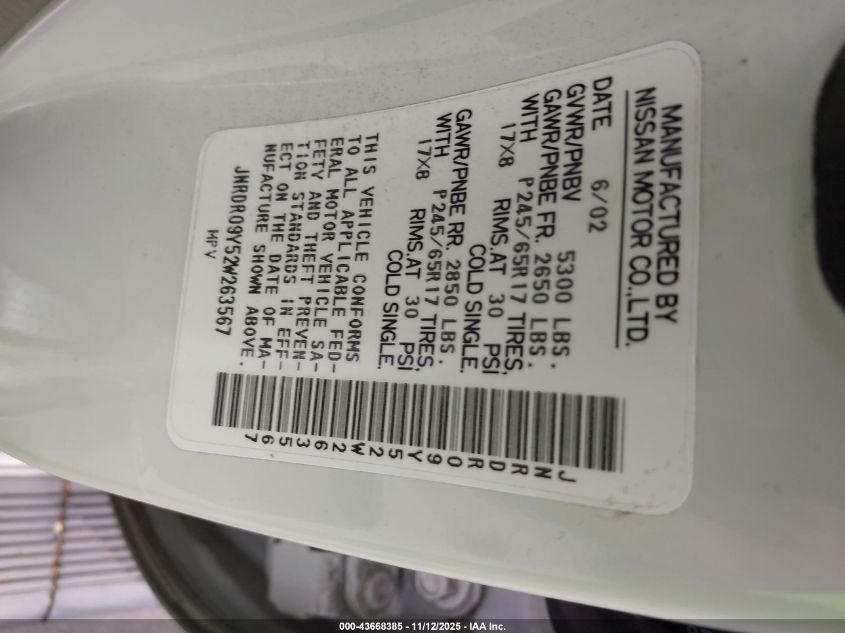 MANUFACTURED BY
NISSAN MOTOR CO.,LTD.
DATE 6/02
GVWR/PNBV 5300 LBS.
GAWR/PNBE FR. 2650 LBS.
WITH P245/65R17 TIRES,
17X8 RIMS.AT 30 PSI
COLD SINGLE.
GAWR/PNBE RR. 2850 LBS.
WITH P245/65R17 TIRES,
17X8 RIMS.AT 30 PSI
COLD SINGLE.
THIS VEHICLE CONFORMS
TO ALL APPLICABLE FED-
ERAL MOTOR VEHICLE SA-
FETY AND THEFT PREVEN-
TION STANDARDS IN EFF-
ECT ON THE DATE OF MA-
NUFACTURE SHOWN ABOVE.
JNRDR09Y52W263567
MPV
JNRDR09Y52W263567
000-43668385 - 11/12/2025 - IAA Inc.